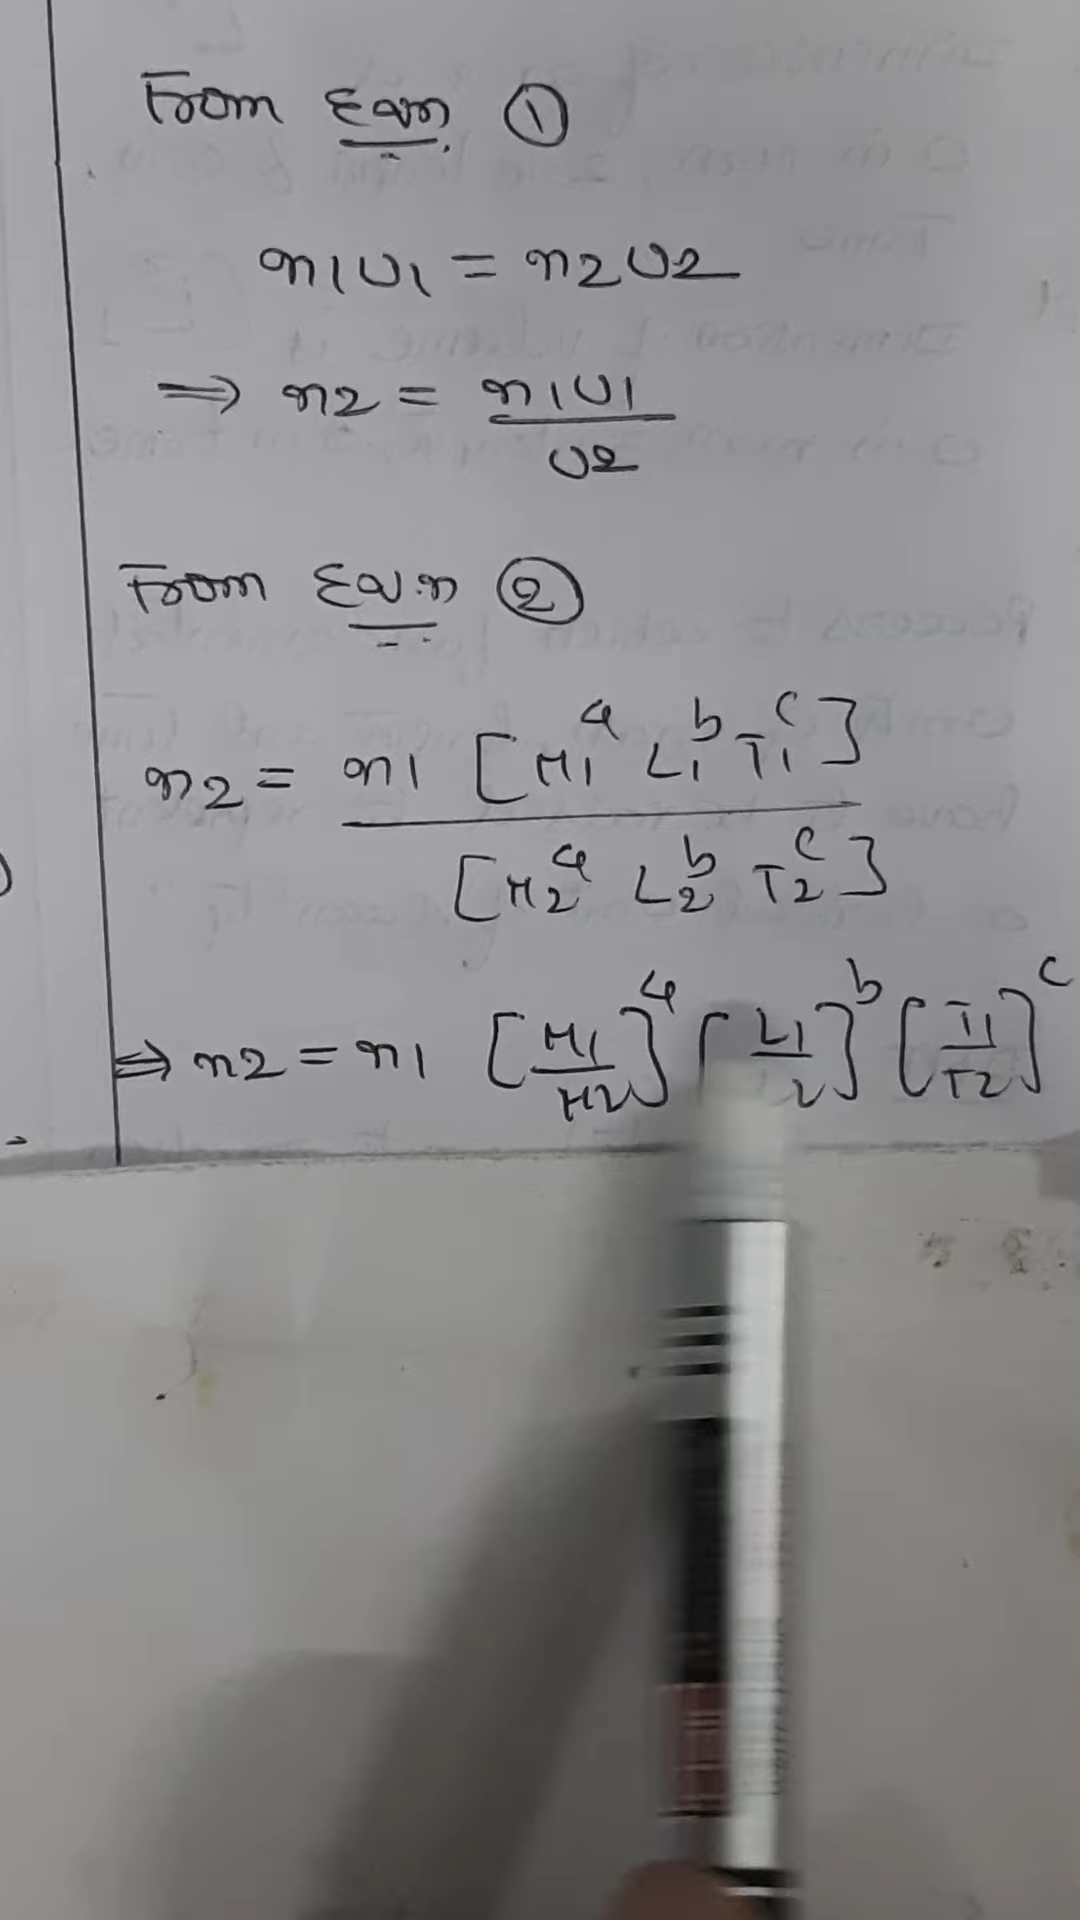 From Eqn. ①
n1U1 = n2U2
⇒ n2 = n1U1 / U2
From Eqn ②
n2 = n1 [M1^a L1^b T1^c] / [M2^a L2^b T2^c]
⇒ n2 = n1 [M1/M2]^a [L1/ 2]^b [T1/T2]^c